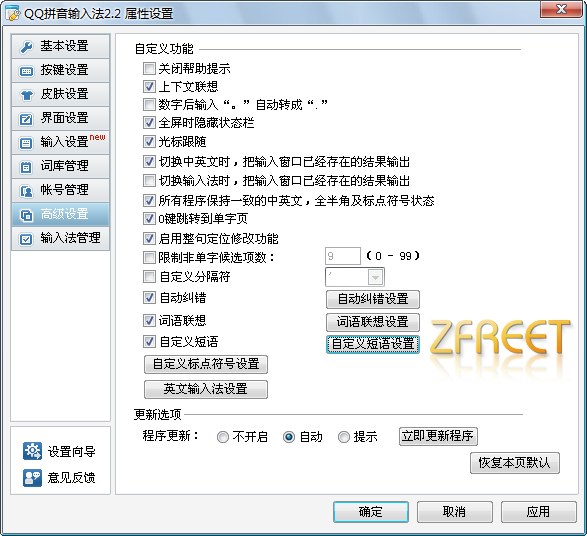 QQ拼音输入法2.2 属性设置
基本设置
按键设置
皮肤设置
界面设置
输入设置new
词库管理
帐号管理
高级设置
输入法管理
设置向导
意见反馈
自定义功能
关闭帮助提示
上下文联想
数字后输入“。”自动转成“.”
全屏时隐藏状态栏
光标跟随
切换中英文时，把输入窗口已经存在的结果输出
切换输入法时，把输入窗口已经存在的结果输出
所有程序保持一致的中英文，全半角及标点符号状态
0键跳转到单字页
启用整句定位修改功能
限制非单字候选项数： 9 （0 - 99）
自定义分隔符 '
自动纠错 自动纠错设置
词语联想 词语联想设置
自定义短语 自定义短语设置
ZFREET
自定义标点符号设置
英文输入法设置
更新选项
程序更新： 不开启 自动 提示 立即更新程序
恢复本页默认
确定 取消 应用